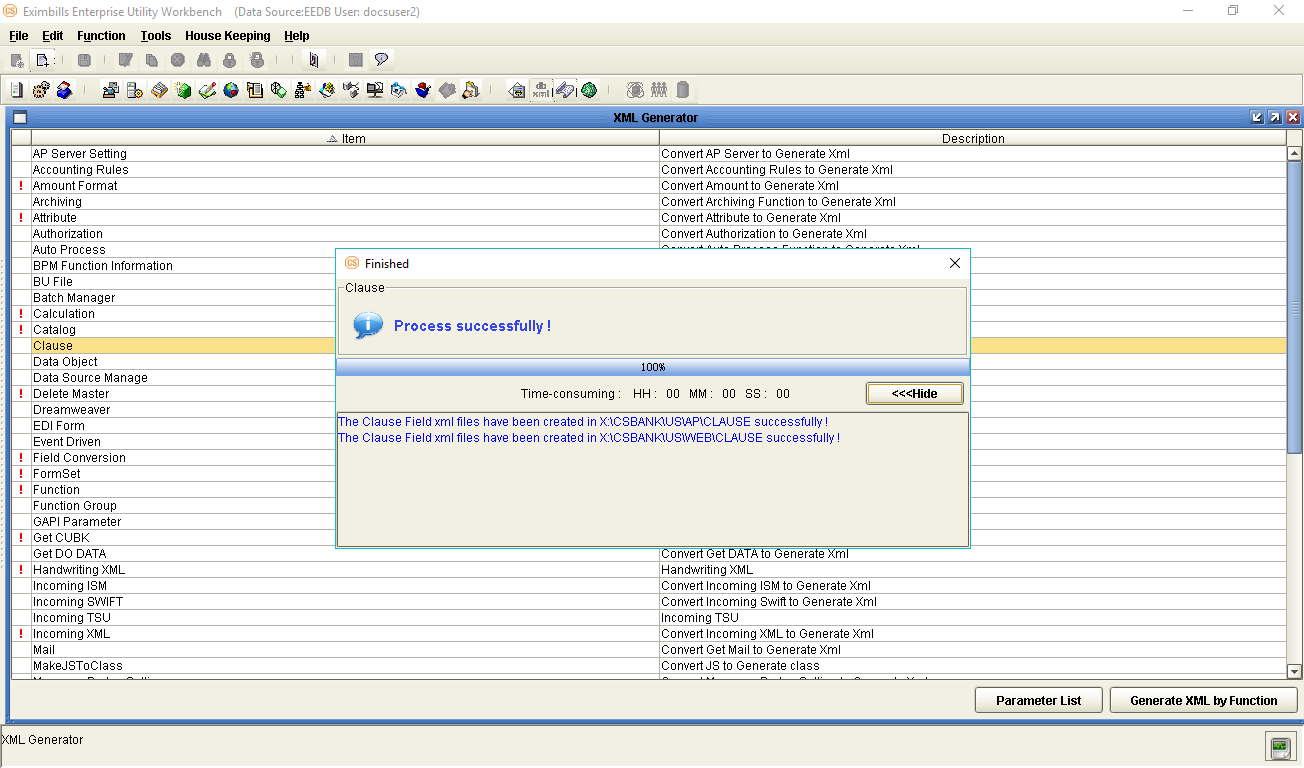 Eximbills Enterprise Utility Workbench (Data Source:EEDB User: docsuser2)
File Edit Function Tools House Keeping Help
XML Generator
Item Description
AP Server Setting Convert AP Server to Generate Xml
Accounting Rules Convert Accounting Rules to Generate Xml
! Amount Format Convert Amount to Generate Xml
Archiving Convert Archiving Function to Generate Xml
! Attribute Convert Attribute to Generate Xml
Authorization Convert Authorization to Generate Xml
Auto Process Convert Auto Process Function to Generate Xml
BPM Function Information
BU File
Batch Manager
! Calculation
! Catalog
Clause
Data Object
Data Source Manage
! Delete Master
Dreamweaver
EDI Form
Event Driven
! Field Conversion
! FormSet
! Function
Function Group
GAPI Parameter
! Get CUBK
Get DO DATA Convert Get DATA to Generate Xml
! Handwriting XML Handwriting XML
Incoming ISM Convert Incoming ISM to Generate Xml
Incoming SWIFT Convert Incoming Swift to Generate Xml
Incoming TSU Incoming TSU
! Incoming XML Convert Incoming XML to Generate Xml
Mail Convert Get Mail to Generate Xml
MakeJSToClass Convert JS to Generate class
Finished
Clause
Process successfully !
100%
Time-consuming : HH : 00 MM : 00 SS : 00
<<<Hide
The Clause Field xml files have been created in X:\CSBANK\US\AP\CLAUSE successfully !
The Clause Field xml files have been created in X:\CSBANK\US\WEB\CLAUSE successfully !
Parameter List Generate XML by Function
XML Generator